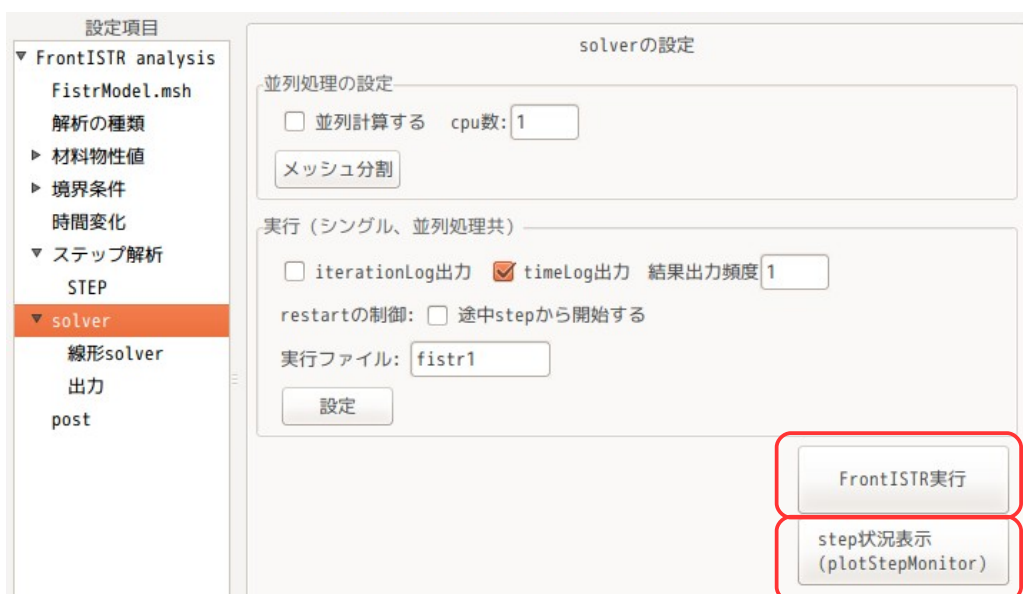 設定項目
FrontISTR analysis
FistrModel.msh
解析の種類
材料物性値
境界条件
時間変化
ステップ解析
STEP
solver
線形solver
出力
post
solverの設定
並列処理の設定
並列計算する cpu数: 1
メッシュ分割
実行 (シングル、並列処理共)
iterationLog出力 timeLog出力 結果出力頻度 1
restartの制御: 途中stepから開始する
実行ファイル: fistr1
設定
FrontISTR実行
step状況表示
(plotStepMonitor)